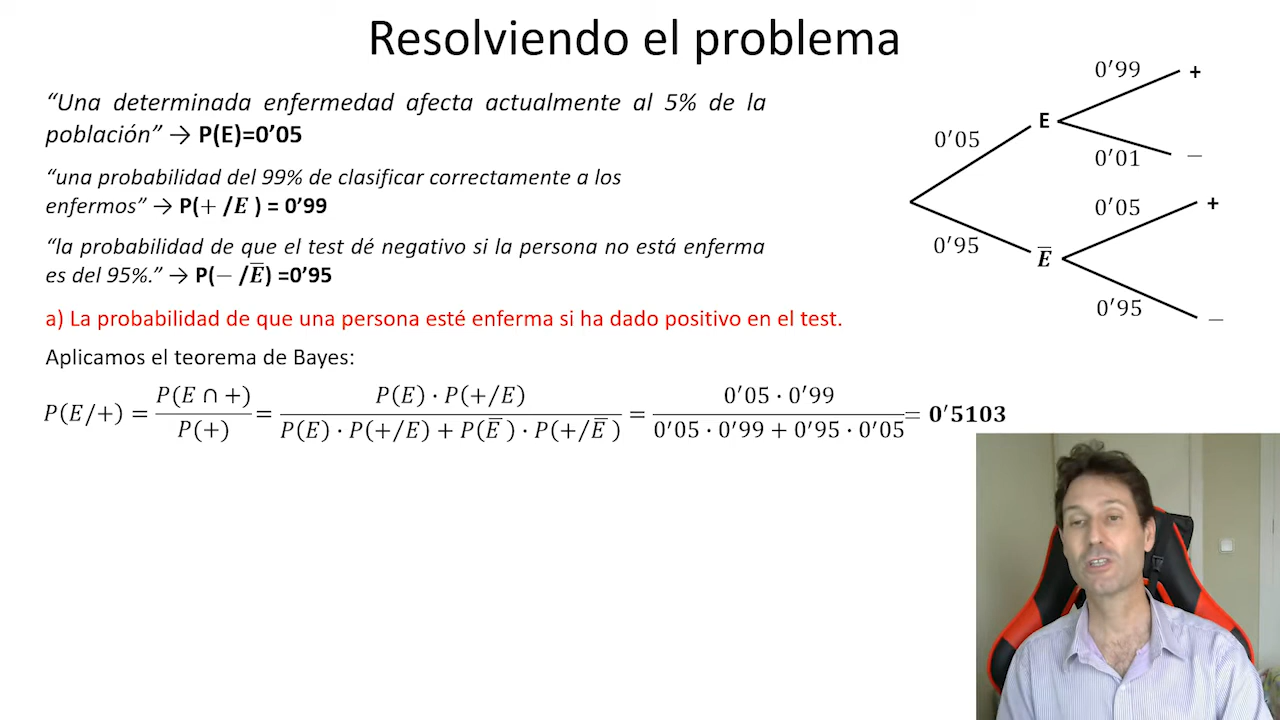 Resolviendo el problema
“Una determinada enfermedad afecta actualmente al 5% de la
población” → P(E)=0’05
“una probabilidad del 99% de clasificar correctamente a los
enfermos” → P(+ /E ) = 0’99
“la probabilidad de que el test dé negativo si la persona no está enferma
es del 95%.” → P(− /E̅) =0’95
a) La probabilidad de que una persona esté enferma si ha dado positivo en el test.
Aplicamos el teorema de Bayes:
P(E/+) = P(E ∩ +) / P(+) = P(E) · P(+/E) / P(E) · P(+/E) + P(E̅ ) · P(+/E̅ ) = 0′05 · 0′99 / 0′05 · 0′99 + 0′95 · 0′05 = 0′5103
0′99
+
E
0′05
0′01
−
0′05
+
0′95
E̅
0′95
−